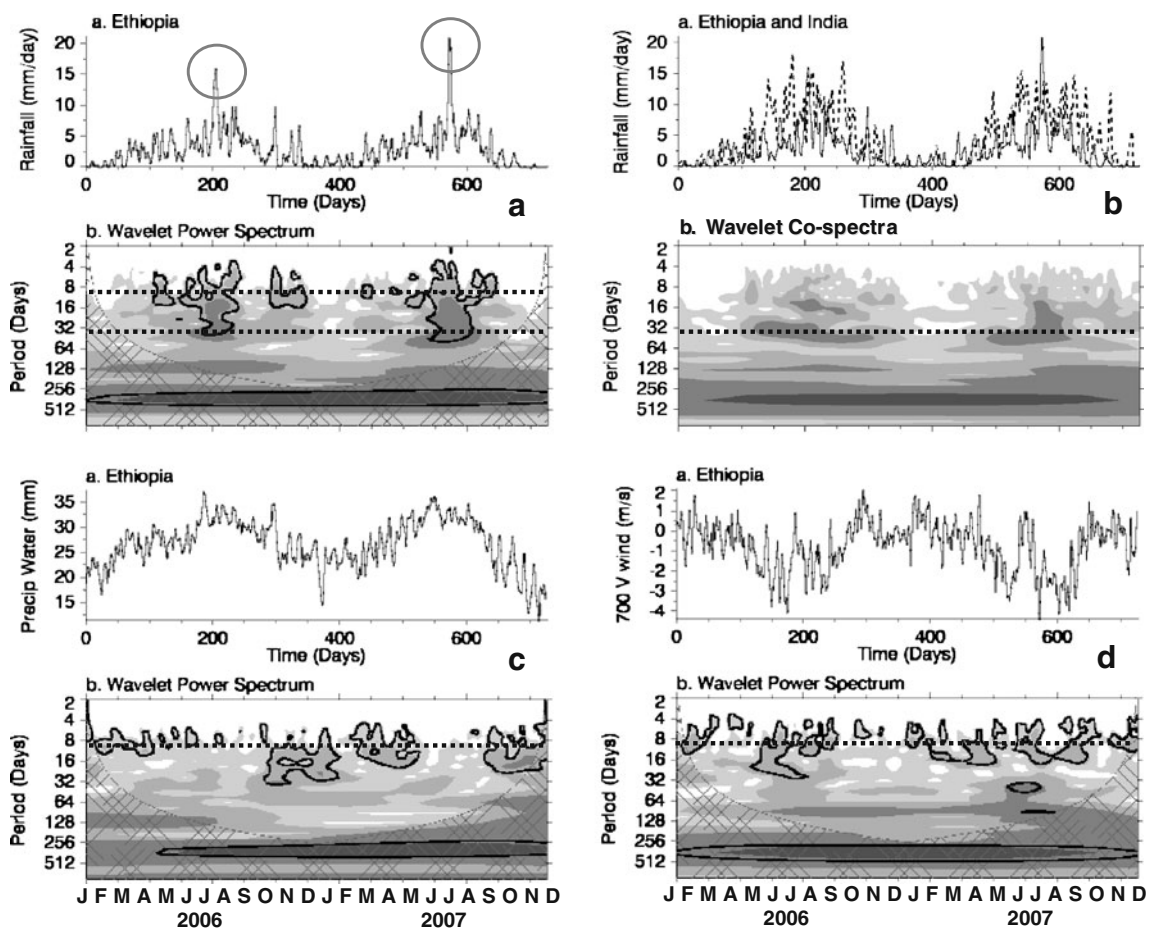 a. Ethiopia
Rainfall (mm/day)
20
15
10
5
0
0 200 400 600
Time (Days)
a
b. Wavelet Power Spectrum
Period (Days)
2
4
8
16
32
64
128
256
512
a. Ethiopia and India
Rainfall (mm/day)
20
15
10
5
0
0 200 400 600
Time (Days)
b
b. Wavelet Co-spectra
Period (Days)
2
4
8
16
32
64
128
256
512
a. Ethiopia
Precip Water (mm)
35
30
25
20
15
0 200 400 600
Time (Days)
c
b. Wavelet Power Spectrum
Period (Days)
2
4
8
16
32
64
128
256
512
J F M A M J J A S O N D J F M A M J J A S O N D
2006 2007
a. Ethiopia
700 V wind (m/s)
2
1
0
-1
-2
-3
-4
0 200 400 600
Time (Days)
d
b. Wavelet Power Spectrum
Period (Days)
2
4
8
16
32
64
128
256
512
J F M A M J J A S O N D J F M A M J J A S O N D
2006 2007